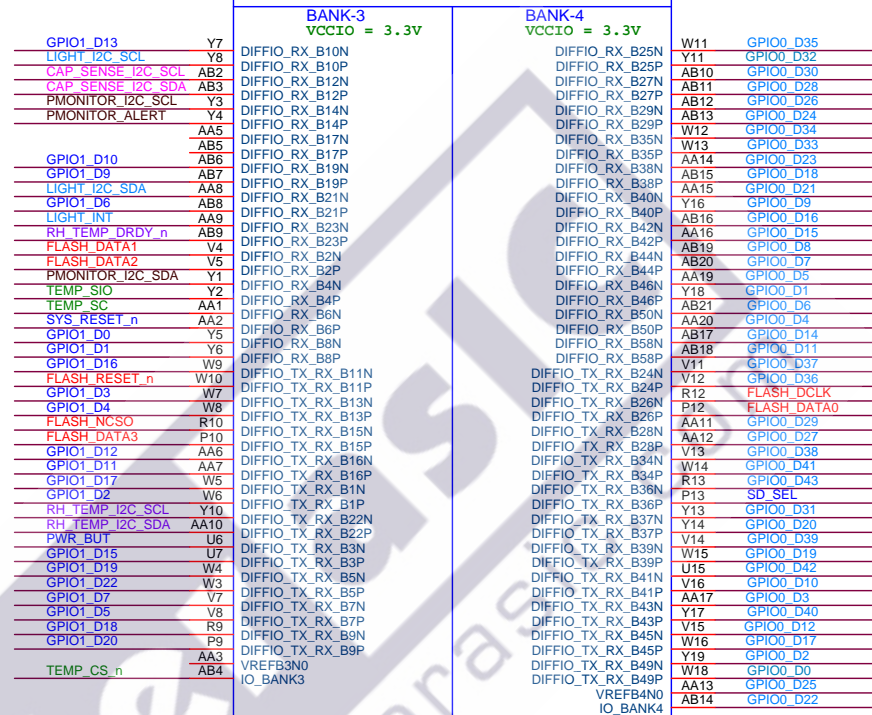 BANK-3 BANK-4
VCCIO = 3.3V VCCIO = 3.3V
GPIO1_D13 Y7 DIFFIO_RX_B10N DIFFIO_RX_B25N W11 GPIO0_D35
LIGHT_I2C_SCL Y8 DIFFIO_RX_B10P DIFFIO_RX_B25P Y11 GPIO0_D32
CAP_SENSE_I2C_SCL AB2 DIFFIO_RX_B12N DIFFIO_RX_B27N AB10 GPIO0_D30
CAP_SENSE_I2C_SDA AB3 DIFFIO_RX_B12P DIFFIO_RX_B27P AB11 GPIO0_D28
PMONITOR_I2C_SCL Y3 DIFFIO_RX_B14N DIFFIO_RX_B29N AB12 GPIO0_D26
PMONITOR_ALERT Y4 DIFFIO_RX_B14P DIFFIO_RX_B29P AB13 GPIO0_D24
AA5 DIFFIO_RX_B17N DIFFIO_RX_B35N W12 GPIO0_D34
AB5 DIFFIO_RX_B17P DIFFIO_RX_B35P W13 GPIO0_D33
GPIO1_D10 AB6 DIFFIO_RX_B19N DIFFIO_RX_B38N AA14 GPIO0_D23
GPIO1_D9 AB7 DIFFIO_RX_B19P DIFFIO_RX_B38P AB15 GPIO0_D18
LIGHT_I2C_SDA AA8 DIFFIO_RX_B21N DIFFIO_RX_B40N AA15 GPIO0_D21
GPIO1_D6 AB8 DIFFIO_RX_B21P DIFFIO_RX_B40P Y16 GPIO0_D9
LIGHT_INT AA9 DIFFIO_RX_B23N DIFFIO_RX_B42N AB16 GPIO0_D16
RH_TEMP_DRDY_n AB9 DIFFIO_RX_B23P DIFFIO_RX_B42P AA16 GPIO0_D15
FLASH_DATA1 V4 DIFFIO_RX_B2N DIFFIO_RX_B44N AB19 GPIO0_D8
FLASH_DATA2 V5 DIFFIO_RX_B2P DIFFIO_RX_B44P AB20 GPIO0_D7
PMONITOR_I2C_SDA Y1 DIFFIO_RX_B4N DIFFIO_RX_B46N AA19 GPIO0_D5
TEMP_SIO Y2 DIFFIO_RX_B4P DIFFIO_RX_B46P Y18 GPIO0_D1
TEMP_SC AA1 DIFFIO_RX_B6N DIFFIO_RX_B50N AB21 GPIO0_D6
SYS_RESET_n AA2 DIFFIO_RX_B6P DIFFIO_RX_B50P AA20 GPIO0_D4
GPIO1_D0 Y5 DIFFIO_RX_B8N DIFFIO_RX_B58N AB17 GPIO0_D14
GPIO1_D1 Y6 DIFFIO_RX_B8P DIFFIO_RX_B58P AB18 GPIO0_D11
GPIO1_D16 W9 DIFFIO_TX_RX_B11N DIFFIO_TX_RX_B24N V11 GPIO0_D37
FLASH_RESET_n W10 DIFFIO_TX_RX_B11P DIFFIO_TX_RX_B24P V12 GPIO0_D36
GPIO1_D3 W7 DIFFIO_TX_RX_B13N DIFFIO_TX_RX_B26N R12 FLASH_DCLK
GPIO1_D4 W8 DIFFIO_TX_RX_B13P DIFFIO_TX_RX_B26P P12 FLASH_DATA0
FLASH_NCSO R10 DIFFIO_TX_RX_B15N DIFFIO_TX_RX_B28N AA11 GPIO0_D29
FLASH_DATA3 P10 DIFFIO_TX_RX_B15P DIFFIO_TX_RX_B28P AA12 GPIO0_D27
GPIO1_D12 AA6 DIFFIO_TX_RX_B16N DIFFIO_TX_RX_B34N V13 GPIO0_D38
GPIO1_D11 AA7 DIFFIO_TX_RX_B16P DIFFIO_TX_RX_B34P W14 GPIO0_D41
GPIO1_D17 W5 DIFFIO_TX_RX_B1N DIFFIO_TX_RX_B36N R13 GPIO0_D43
GPIO1_D2 W6 DIFFIO_TX_RX_B1P DIFFIO_TX_RX_B36P P13 SD_SEL
RH_TEMP_I2C_SCL Y10 DIFFIO_TX_RX_B22N DIFFIO_TX_RX_B37N Y13 GPIO0_D31
RH_TEMP_I2C_SDA AA10 DIFFIO_TX_RX_B22P DIFFIO_TX_RX_B37P Y14 GPIO0_D20
PWR_BUT U6 DIFFIO_TX_RX_B3N DIFFIO_TX_RX_B39N V14 GPIO0_D39
GPIO1_D15 U7 DIFFIO_TX_RX_B3P DIFFIO_TX_RX_B39P W15 GPIO0_D19
GPIO1_D19 W4 DIFFIO_TX_RX_B5N DIFFIO_TX_RX_B41N U15 GPIO0_D42
GPIO1_D22 W3 DIFFIO_TX_RX_B5P DIFFIO_TX_RX_B41P V16 GPIO0_D10
GPIO1_D7 V7 DIFFIO_TX_RX_B7N DIFFIO_TX_RX_B43N AA17 GPIO0_D3
GPIO1_D5 V8 DIFFIO_TX_RX_B7P DIFFIO_TX_RX_B43P Y17 GPIO0_D40
GPIO1_D18 R9 DIFFIO_TX_RX_B9N DIFFIO_TX_RX_B45N V15 GPIO0_D12
GPIO1_D20 P9 DIFFIO_TX_RX_B9P DIFFIO_TX_RX_B45P W16 GPIO0_D17
AA3 VREFB3N0 DIFFIO_TX_RX_B49N Y19 GPIO0_D2
TEMP_CS_n AB4 IO_BANK3 DIFFIO_TX_RX_B49P W18 GPIO0_D0
VREFB4N0 AA13 GPIO0_D25
IO_BANK4 AB14 GPIO0_D22